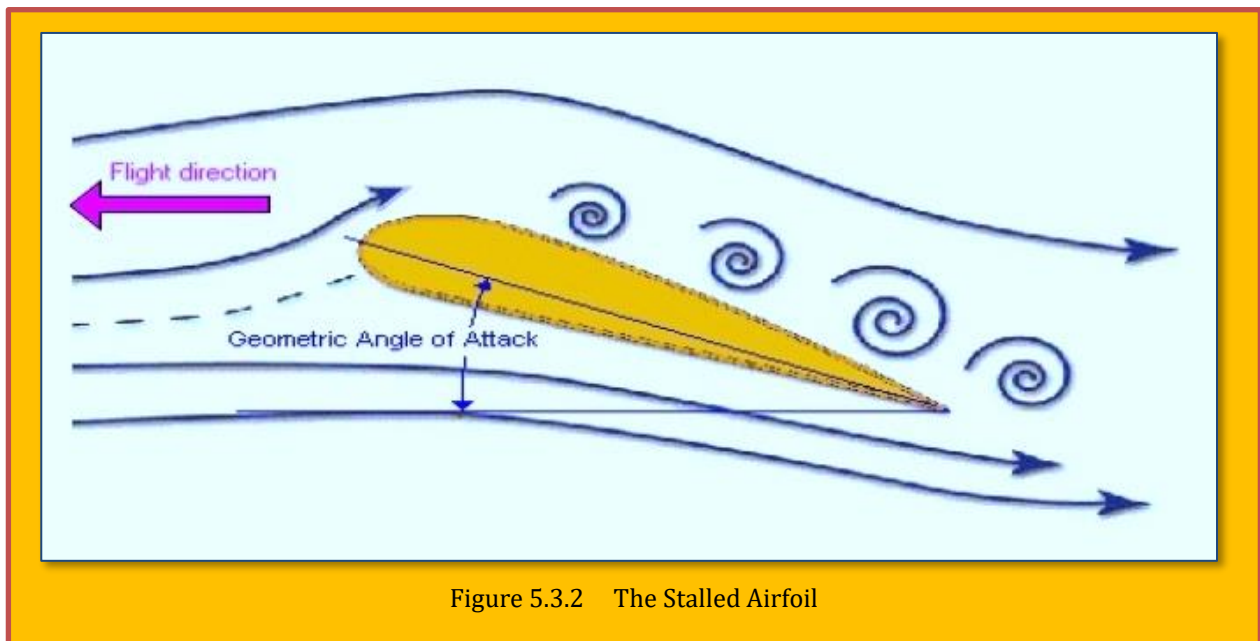 Flight direction
Geometric Angle of Attack
Figure 5.3.2 The Stalled Airfoil